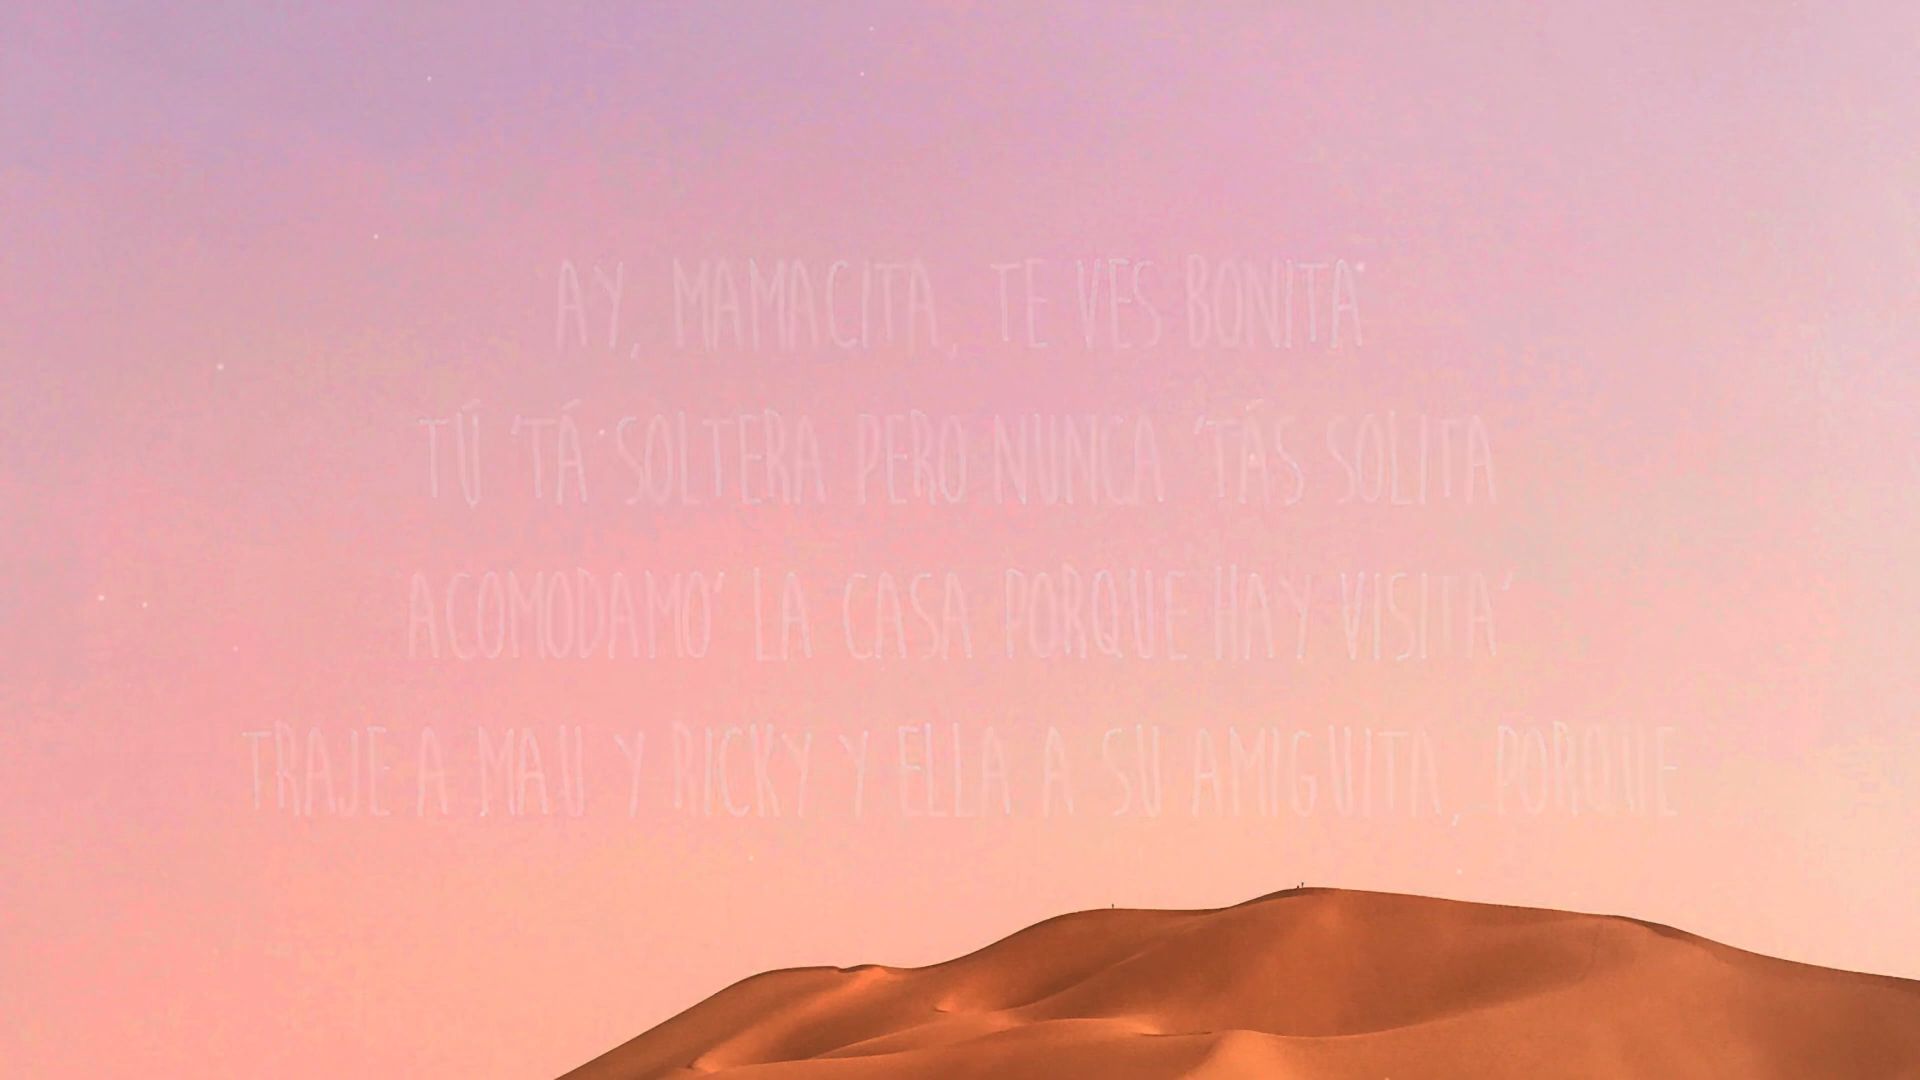 AY, MAMACITA, TE VES BONITA
TÚ 'TÁ SOLTERA PERO NUNCA 'TÁS SOLITA
ACOMODAMO' LA CASA PORQUE HAY VISITA'
TRAJE A MAU Y RICKY Y ELLA A SU AMIGUITA, PORQUE